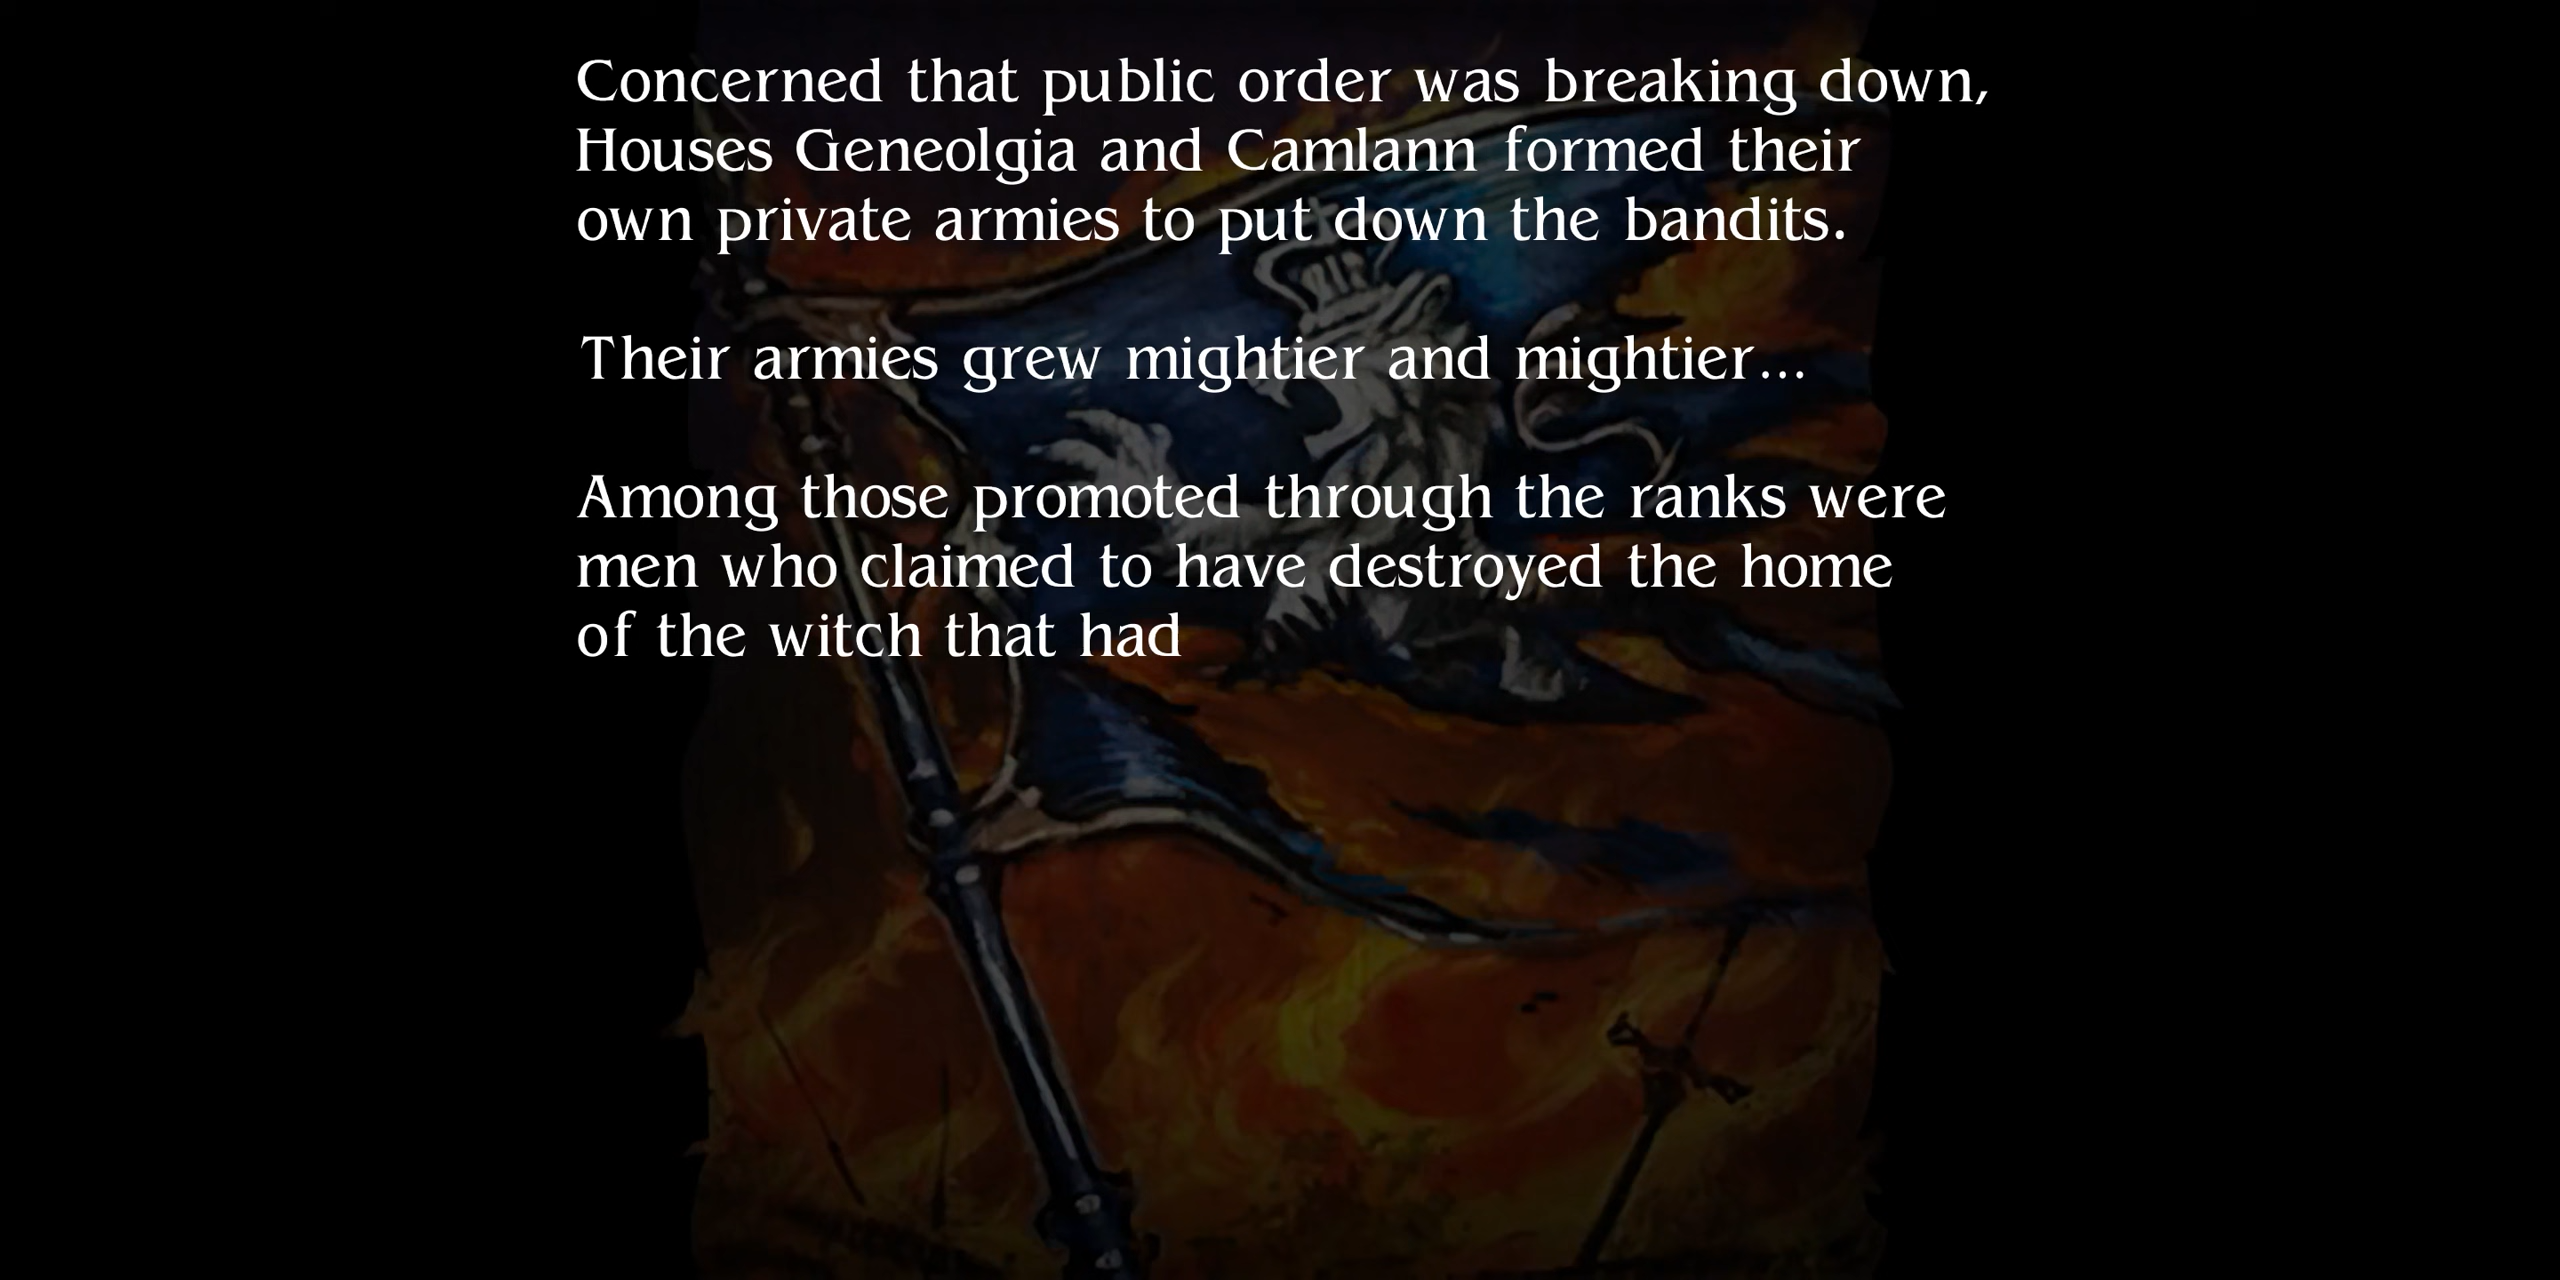 Concerned that public order was breaking down,
Houses Geneolgia and Camlann formed their
own private armies to put down the bandits.
Their armies grew mightier and mightier...
Among those promoted through the ranks were
men who claimed to have destroyed the home
of the witch that had